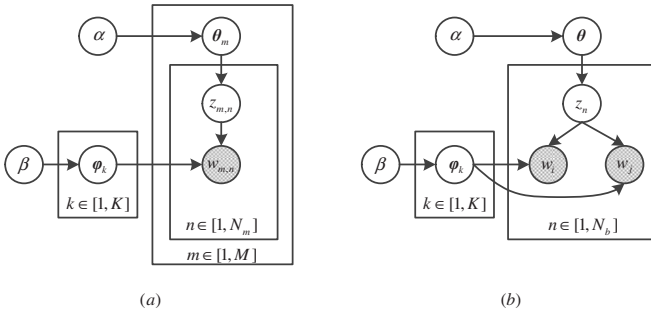 α
θ_m
z_{m,n}
β
φ_k
w_{m,n}
k∈[1,K]
n∈[1,N_m]
m∈[1,M]
(a)
α
θ
z_n
β
φ_k
w_i
w_j
k∈[1,K]
n∈[1,N_b]
(b)